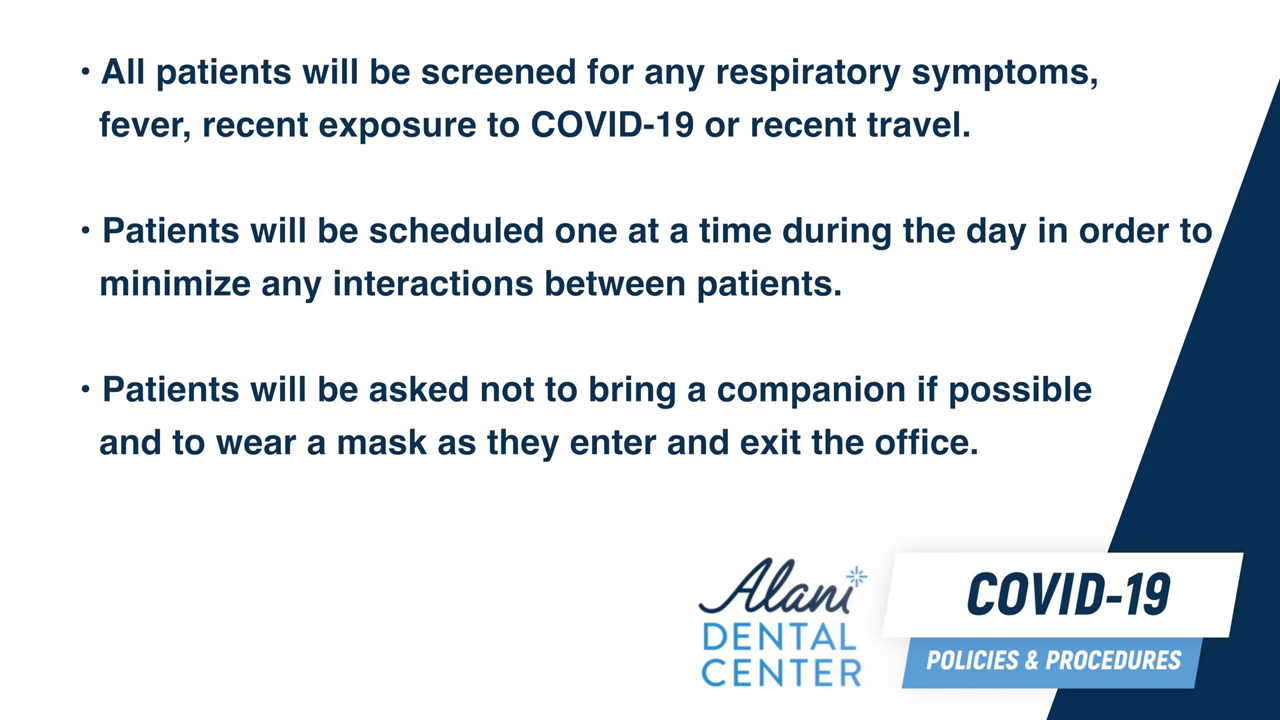 • All patients will be screened for any respiratory symptoms,
fever, recent exposure to COVID-19 or recent travel.
• Patients will be scheduled one at a time during the day in order to
minimize any interactions between patients.
• Patients will be asked not to bring a companion if possible
and to wear a mask as they enter and exit the office.
Alani
DENTAL
CENTER
COVID-19
POLICIES & PROCEDURES